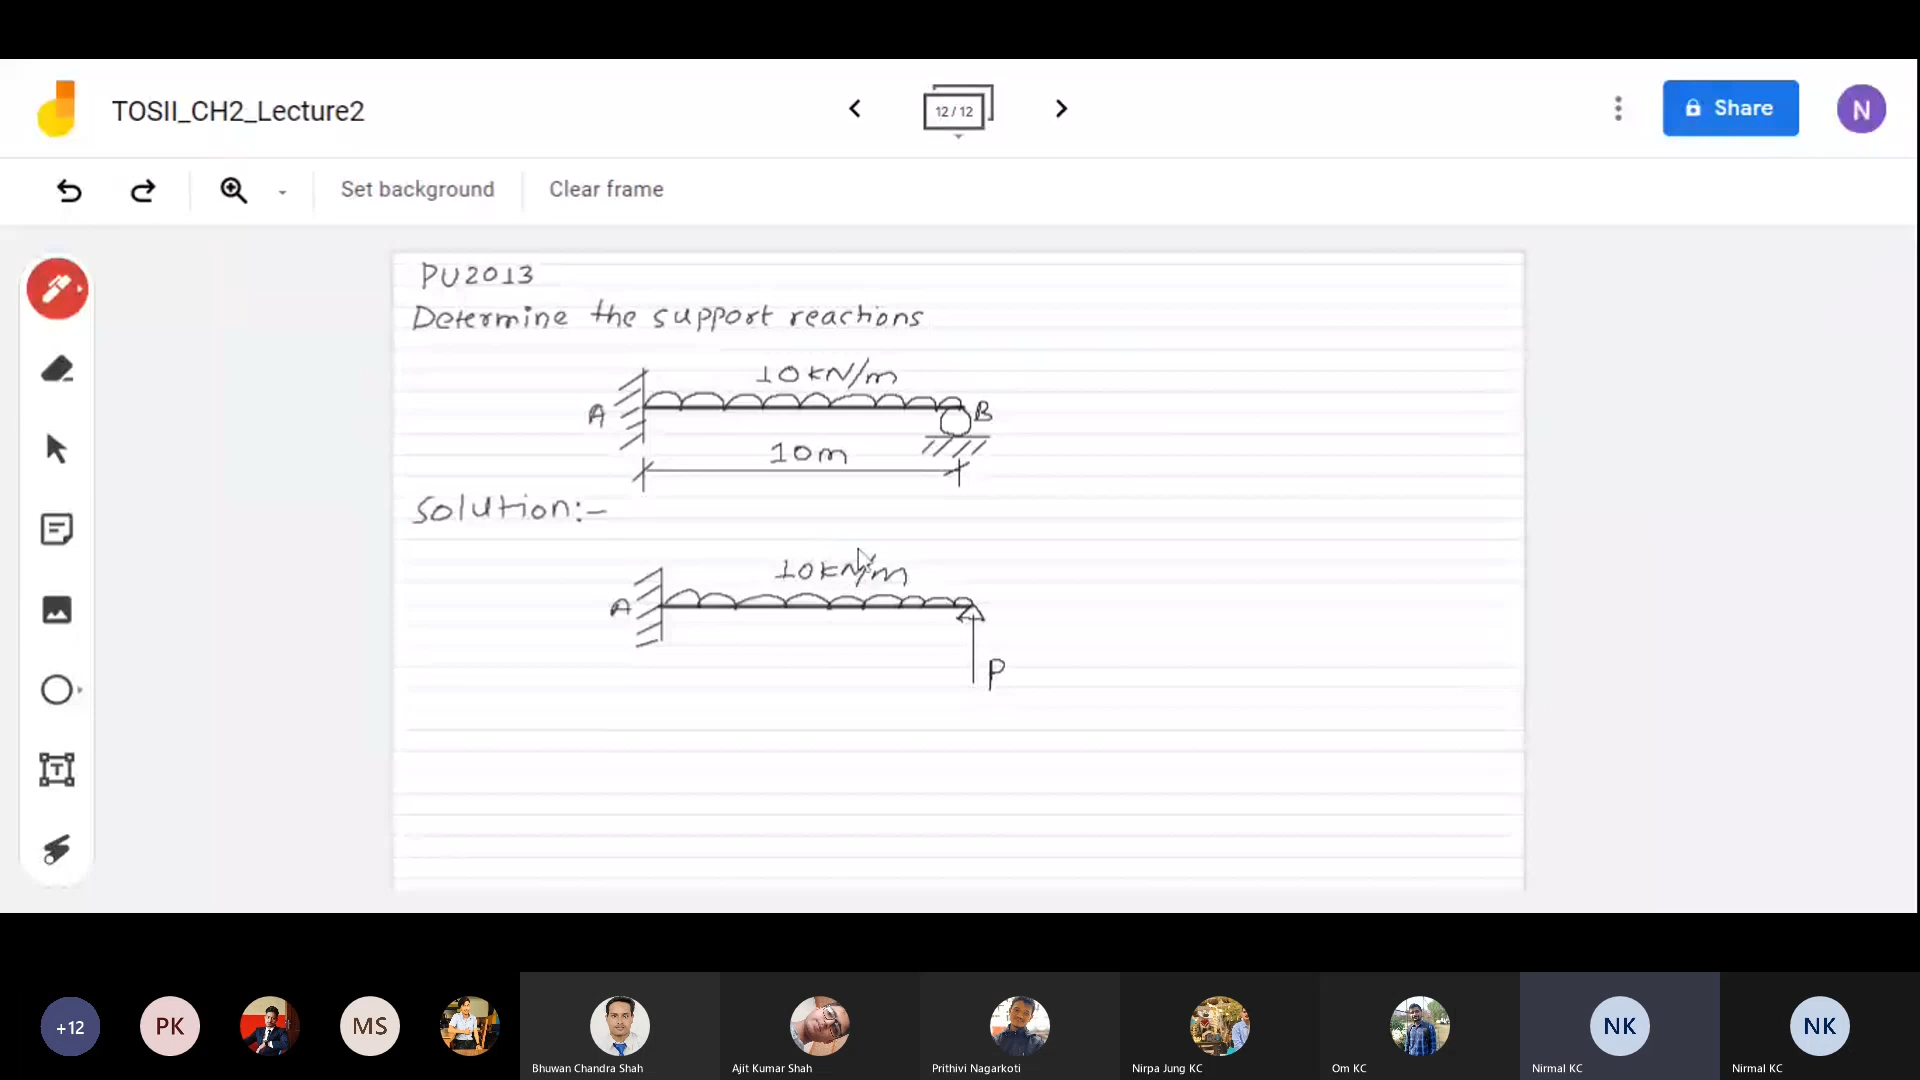 TOSII_CH2_Lecture2
12 / 12
Share
N
Set background
Clear frame
PU2013
Determine the support reactions
10KN/m
A
B
10m
Solution:-
10KN/m
A
P
T
+12
PK
MS
NK
NK
Bhuwan Chandra Shah
Ajit Kumar Shah
Prithivi Nagarkoti
Nirpa Jung KC
Om KC
Nirmal KC
Nirmal KC